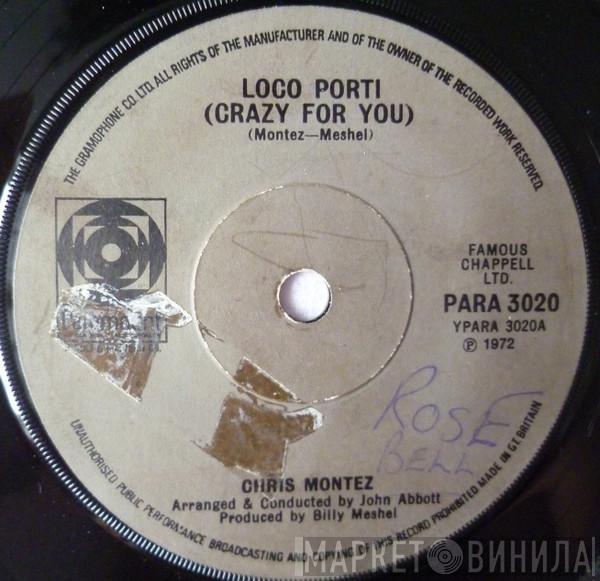 THE GRAMOPHONE CO. LTD. ALL RIGHTS OF THE MANUFACTURER AND OF THE OWNER OF THE RECORDED WORK RESERVED.
LOCO PORTI
(CRAZY FOR YOU)
(Montez—Meshel)
FAMOUS
CHAPPELL
LTD.
PARA 3020
YPARA 3020A
℗ 1972
ROSE
BELL
CHRIS MONTEZ
Arranged & Conducted by John Abbott
Produced by Billy Meshel
UNAUTHORISED PUBLIC PERFORMANCE BROADCASTING AND COPYING OF THIS RECORD PROHIBITED MADE IN GT. BRITAIN
МАРКЕТ ВИНИЛА